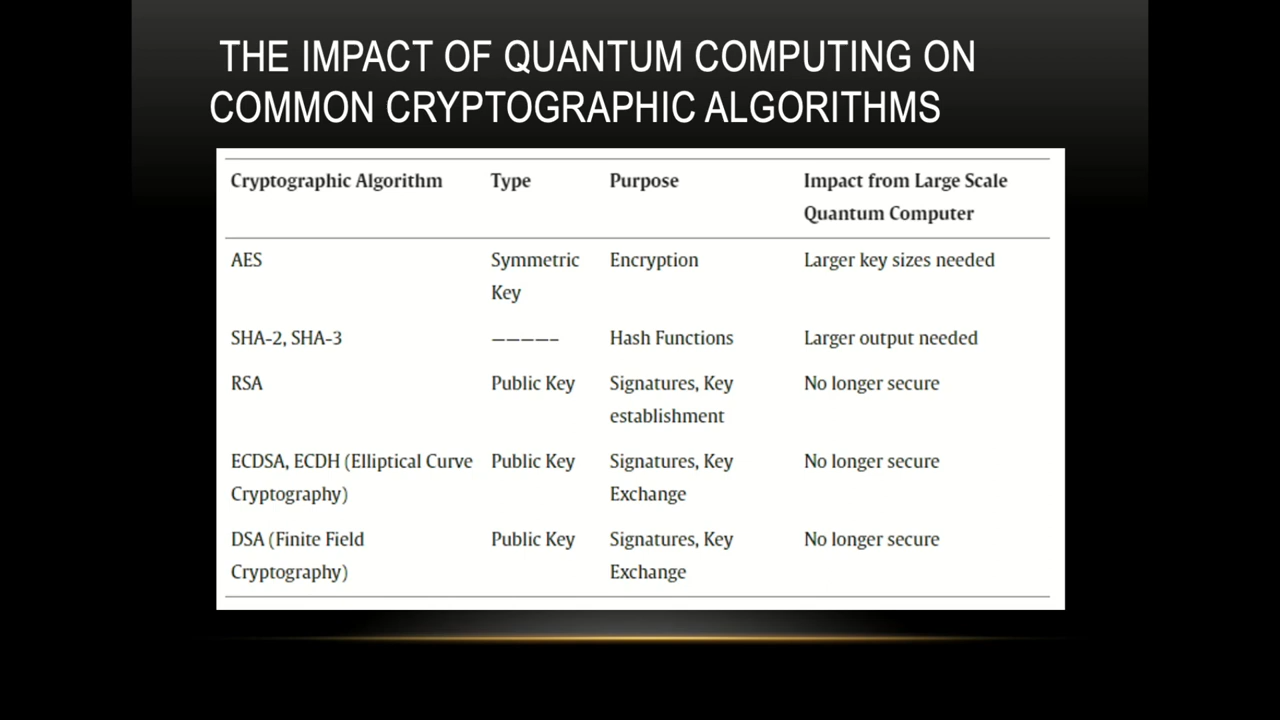 THE IMPACT OF QUANTUM COMPUTING ON
COMMON CRYPTOGRAPHIC ALGORITHMS
Cryptographic Algorithm Type Purpose Impact from Large Scale
Quantum Computer
AES Symmetric Encryption Larger key sizes needed
Key
SHA-2, SHA-3 ————– Hash Functions Larger output needed
RSA Public Key Signatures, Key No longer secure
establishment
ECDSA, ECDH (Elliptical Curve Public Key Signatures, Key No longer secure
Cryptography) Exchange
DSA (Finite Field Public Key Signatures, Key No longer secure
Cryptography) Exchange